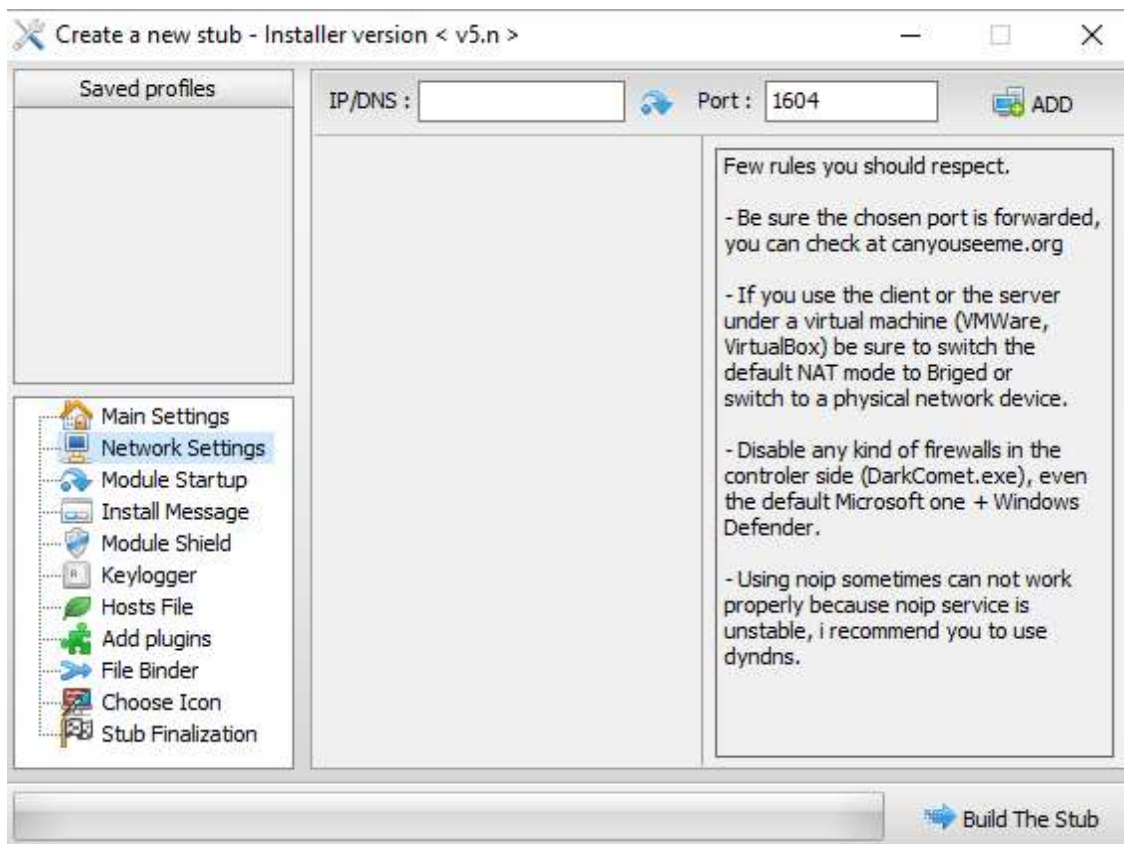 Create a new stub - Installer version < v5.n >
Saved profiles
IP/DNS :
Port : 1604
ADD
Few rules you should respect.
- Be sure the chosen port is forwarded,
you can check at canyouseeme.org
- If you use the client or the server
under a virtual machine (VMWare,
VirtualBox) be sure to switch the
default NAT mode to Briged or
switch to a physical network device.
- Disable any kind of firewalls in the
controler side (DarkComet.exe), even
the default Microsoft one + Windows
Defender.
- Using noip sometimes can not work
properly because noip service is
unstable, i recommend you to use
dyndns.
Main Settings
Network Settings
Module Startup
Install Message
Module Shield
Keylogger
Hosts File
Add plugins
File Binder
Choose Icon
Stub Finalization
Build The Stub